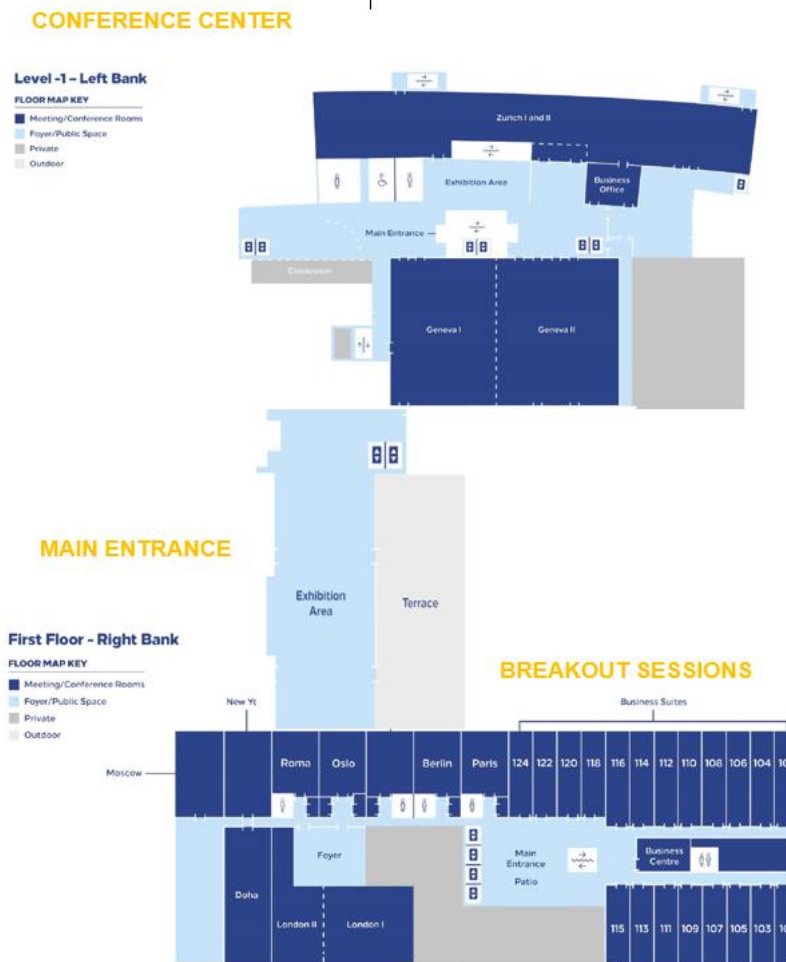 CONFERENCE CENTER
Level -1 – Left Bank
FLOOR MAP KEY
Meeting/Conference Rooms
Foyer/Public Space
Private
Outdoor
Zurich I and II
Exhibition Area
Business
Office
Main Entrance
Cloakroom
Geneva I
Geneva II
MAIN ENTRANCE
Exhibition
Area
Terrace
First Floor - Right Bank
FLOOR MAP KEY
Meeting/Conference Rooms
Foyer/Public Space
Private
Outdoor
BREAKOUT SESSIONS
New Yc
Business Suites
Moscow
Roma
Oslo
Berlin
Paris
124
122
120
118
116
114
112
110
108
106
104
Foyer
Main
Entrance
Patio
Business
Centre
Doha
London II
London I
115
113
111
109
107
105
103